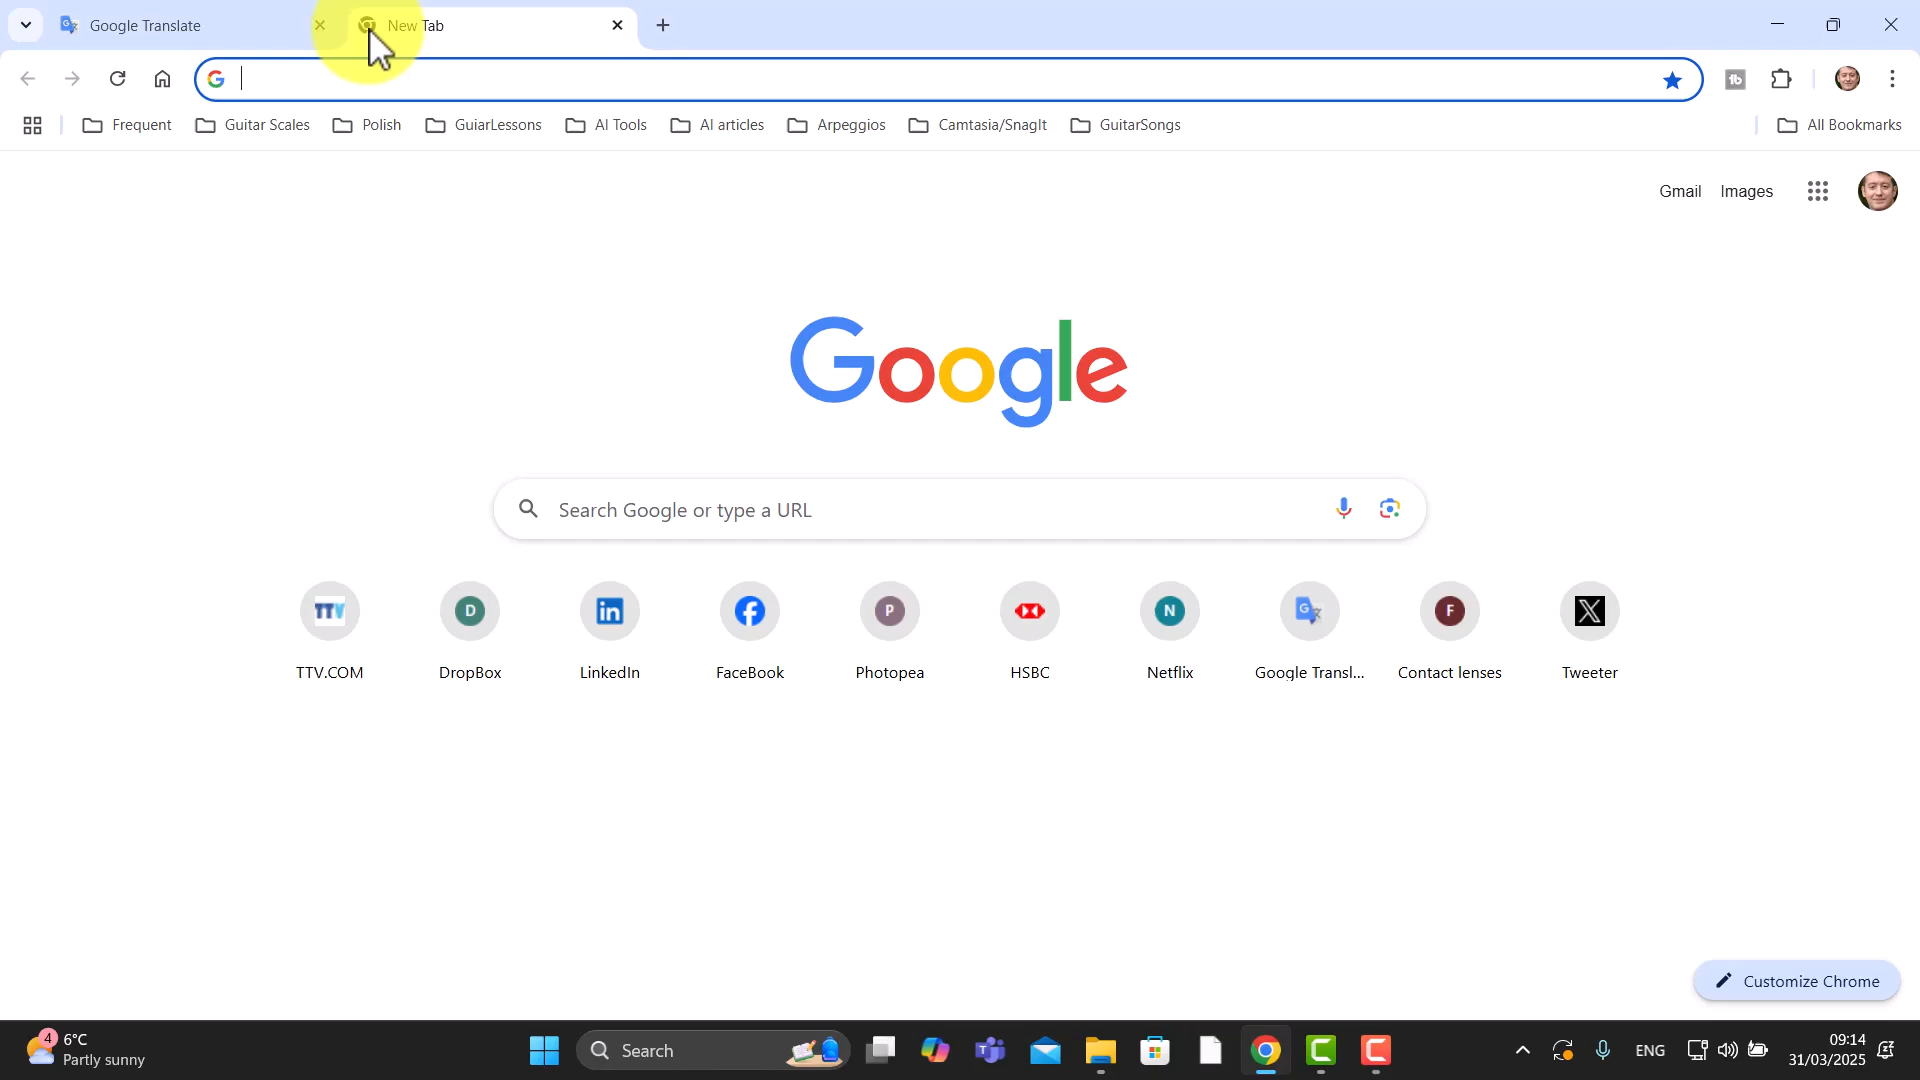 Google Translate
New Tab
Frequent
Guitar Scales
Polish
GuiarLessons
AI Tools
AI articles
Arpeggios
Camtasia/SnagIt
GuitarSongs
All Bookmarks
Gmail
Images
Google
Search Google or type a URL
TTV
D
in
P
N
F
TTV.COM
DropBox
LinkedIn
FaceBook
Photopea
HSBC
Netflix
Google Transl...
Contact lenses
Tweeter
Customize Chrome
4
6°C
Partly sunny
Search
ENG
09:14
31/03/2025